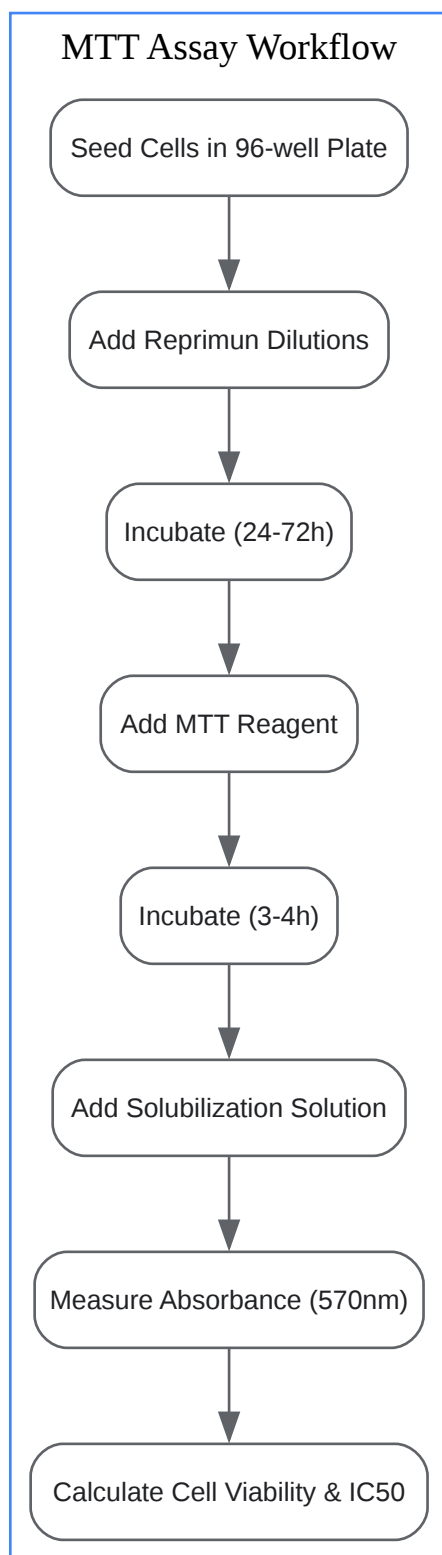 MTT Assay Workflow
Seed Cells in 96-well Plate
Add Reprimun Dilutions
Incubate (24-72h)
Add MTT Reagent
Incubate (3-4h)
Add Solubilization Solution
Measure Absorbance (570nm)
Calculate Cell Viability & IC50